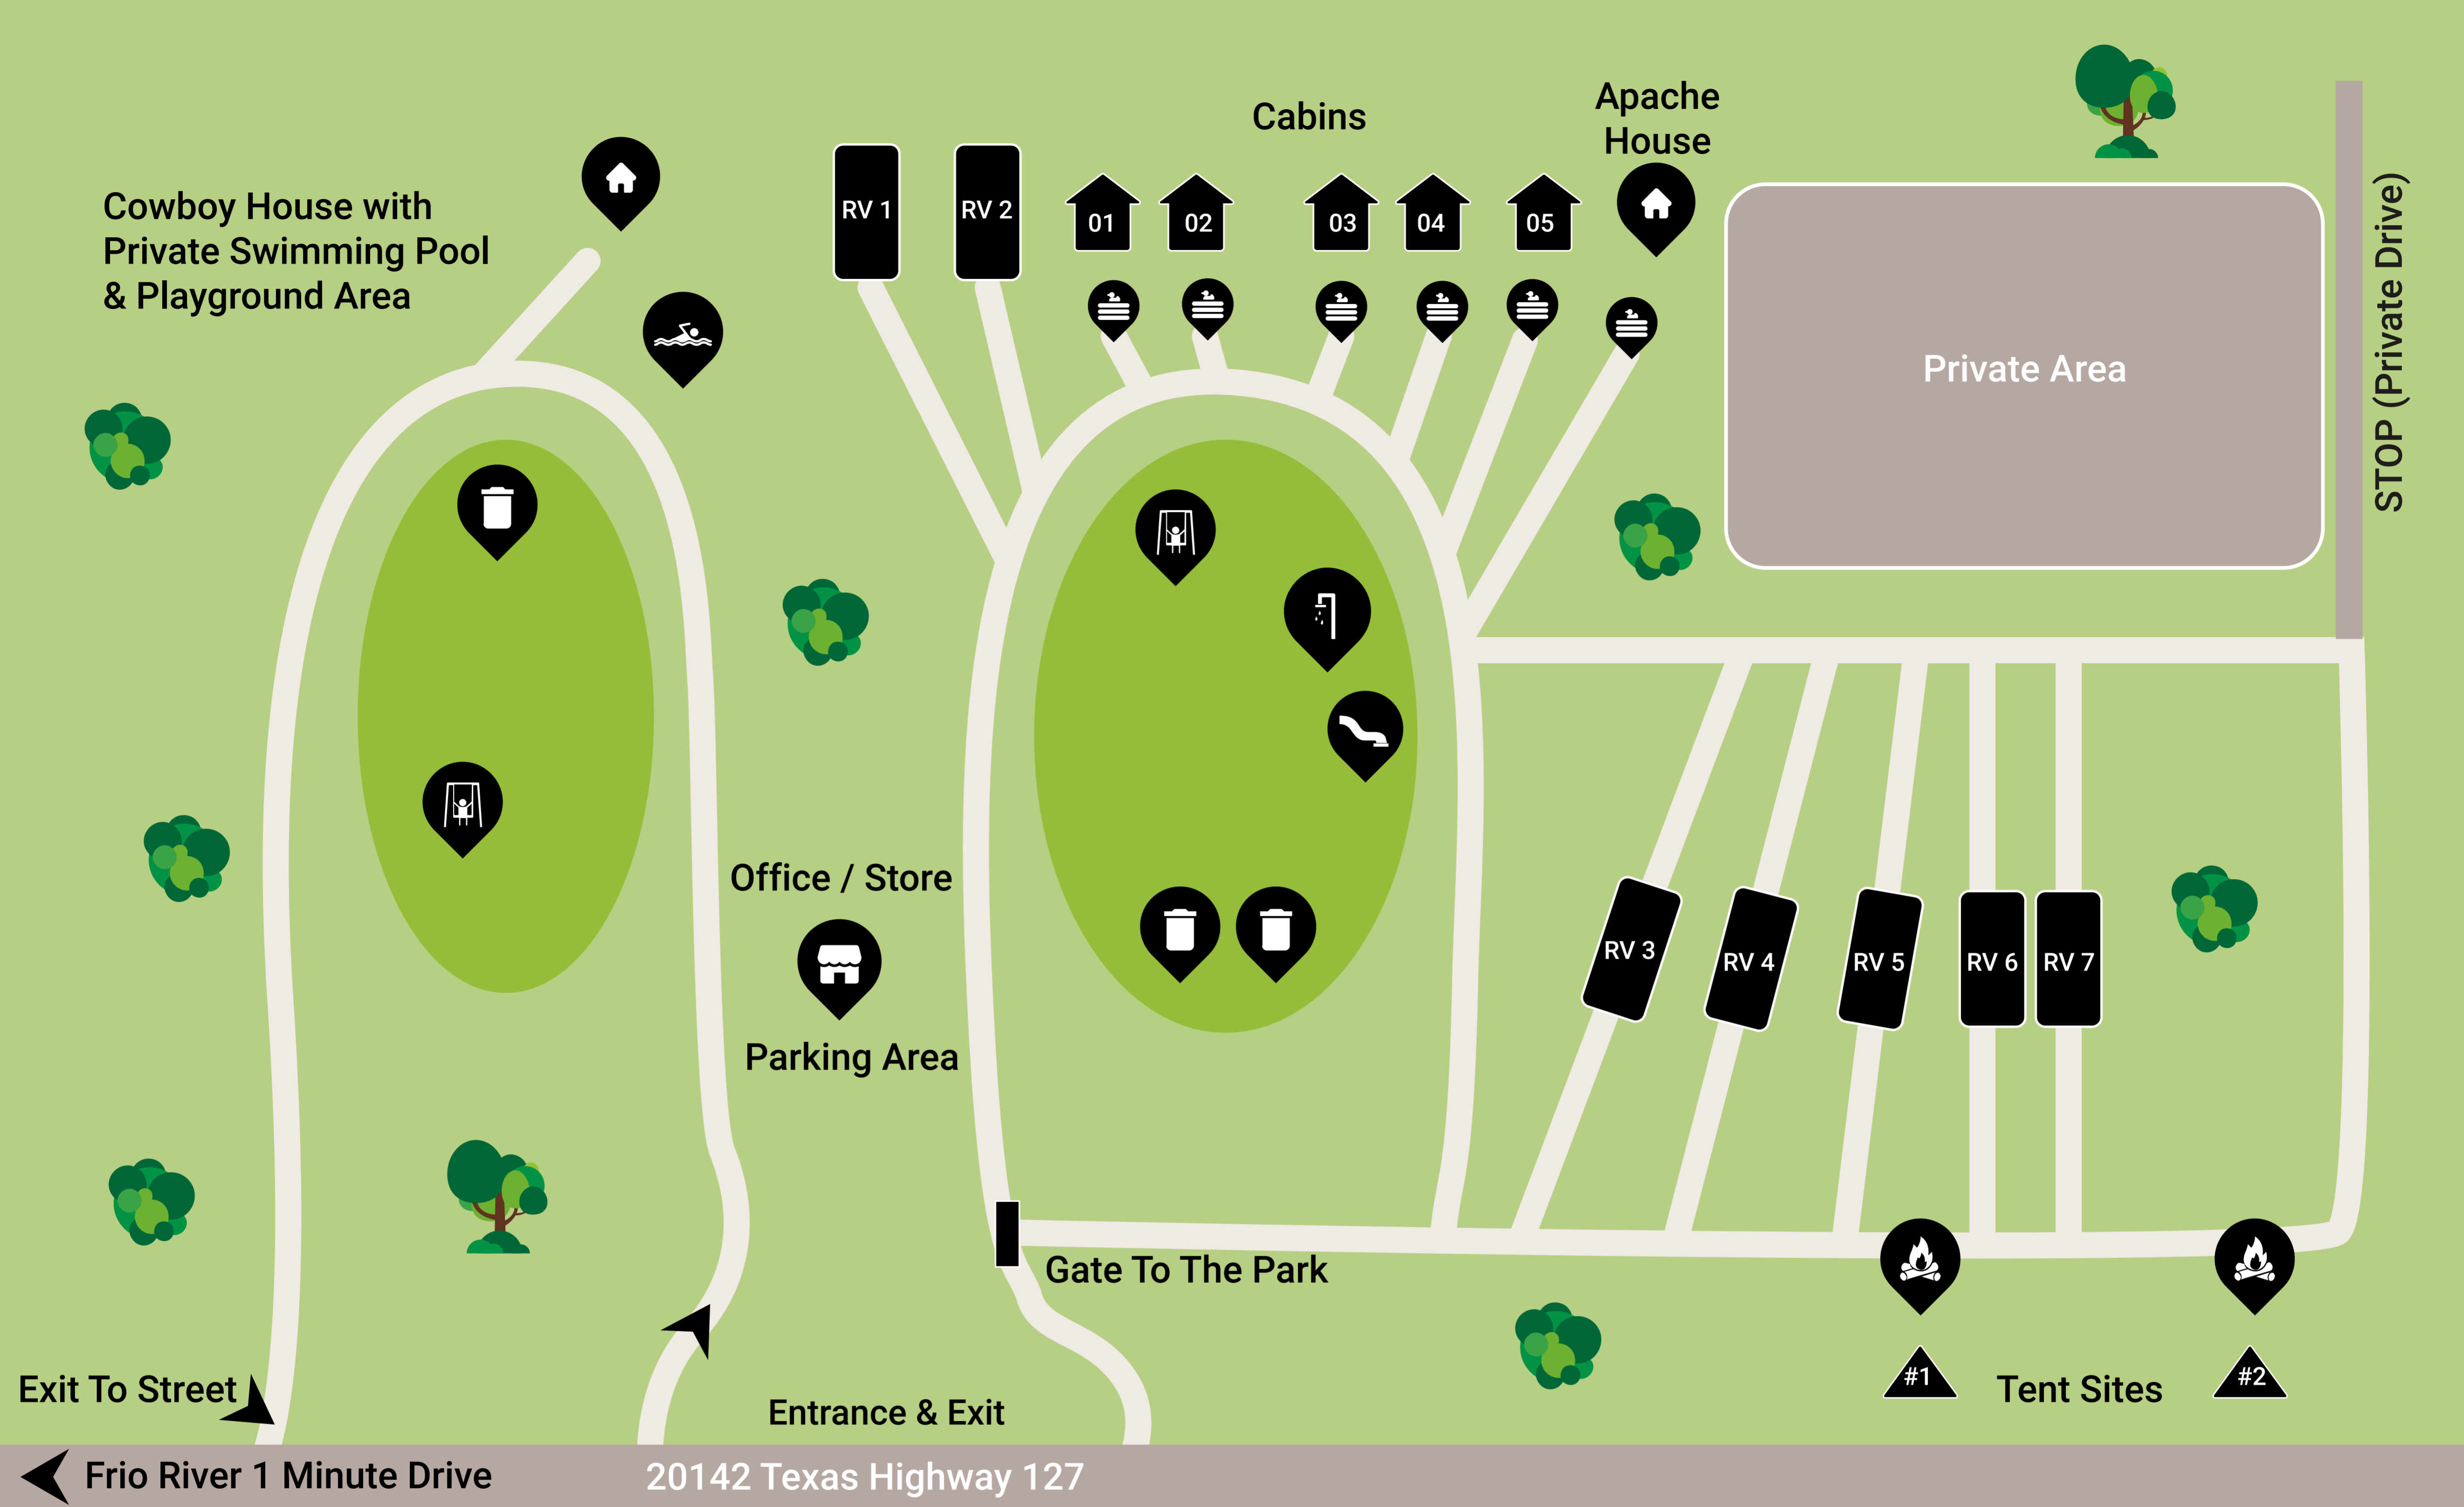 Cowboy House with
Private Swimming Pool
& Playground Area
RV 1
RV 2
Cabins
01
02
03
04
05
Apache
House
Private Area
STOP (Private Drive)
Office / Store
Parking Area
RV 3
RV 4
RV 5
RV 6
RV 7
Gate To The Park
Exit To Street
Entrance & Exit
#1
Tent Sites
#2
Frio River 1 Minute Drive
20142 Texas Highway 127